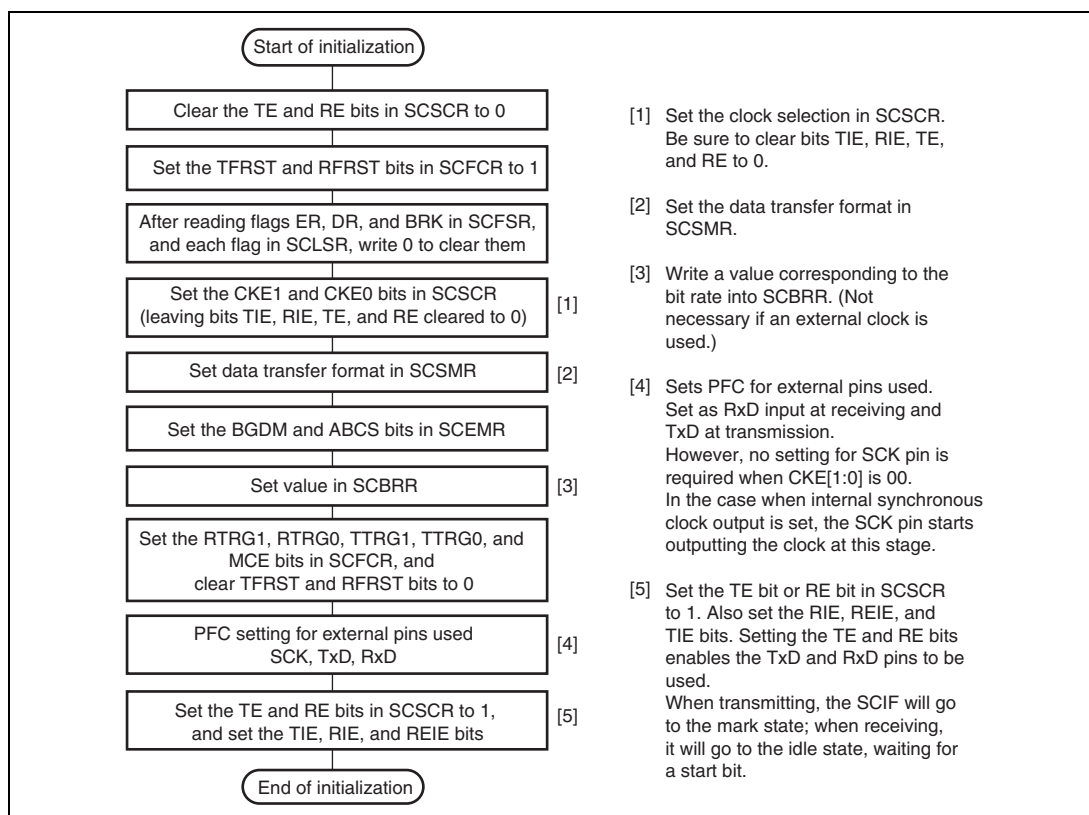 Start of initialization
Clear the TE and RE bits in SCSCR to 0
Set the TFRST and RFRST bits in SCFCR to 1
After reading flags ER, DR, and BRK in SCFSR,
and each flag in SCLSR, write 0 to clear them
Set the CKE1 and CKE0 bits in SCSCR
(leaving bits TIE, RIE, TE, and RE cleared to 0)
[1]
Set data transfer format in SCSMR
[2]
Set the BGDM and ABCS bits in SCEMR
Set value in SCBRR
[3]
Set the RTRG1, RTRG0, TTRG1, TTRG0, and
MCE bits in SCFCR, and
clear TFRST and RFRST bits to 0
PFC setting for external pins used
SCK, TxD, RxD
[4]
Set the TE and RE bits in SCSCR to 1,
and set the TIE, RIE, and REIE bits
[5]
End of initialization
[1] Set the clock selection in SCSCR.
Be sure to clear bits TIE, RIE, TE,
and RE to 0.
[2] Set the data transfer format in
SCSMR.
[3] Write a value corresponding to the
bit rate into SCBRR. (Not
necessary if an external clock is
used.)
[4] Sets PFC for external pins used.
Set as RxD input at receiving and
TxD at transmission.
However, no setting for SCK pin is
required when CKE[1:0] is 00.
In the case when internal synchronous
clock output is set, the SCK pin starts
outputting the clock at this stage.
[5] Set the TE bit or RE bit in SCSCR
to 1. Also set the RIE, REIE, and
TIE bits. Setting the TE and RE bits
enables the TxD and RxD pins to be
used.
When transmitting, the SCIF will go
to the mark state; when receiving,
it will go to the idle state, waiting for
a start bit.